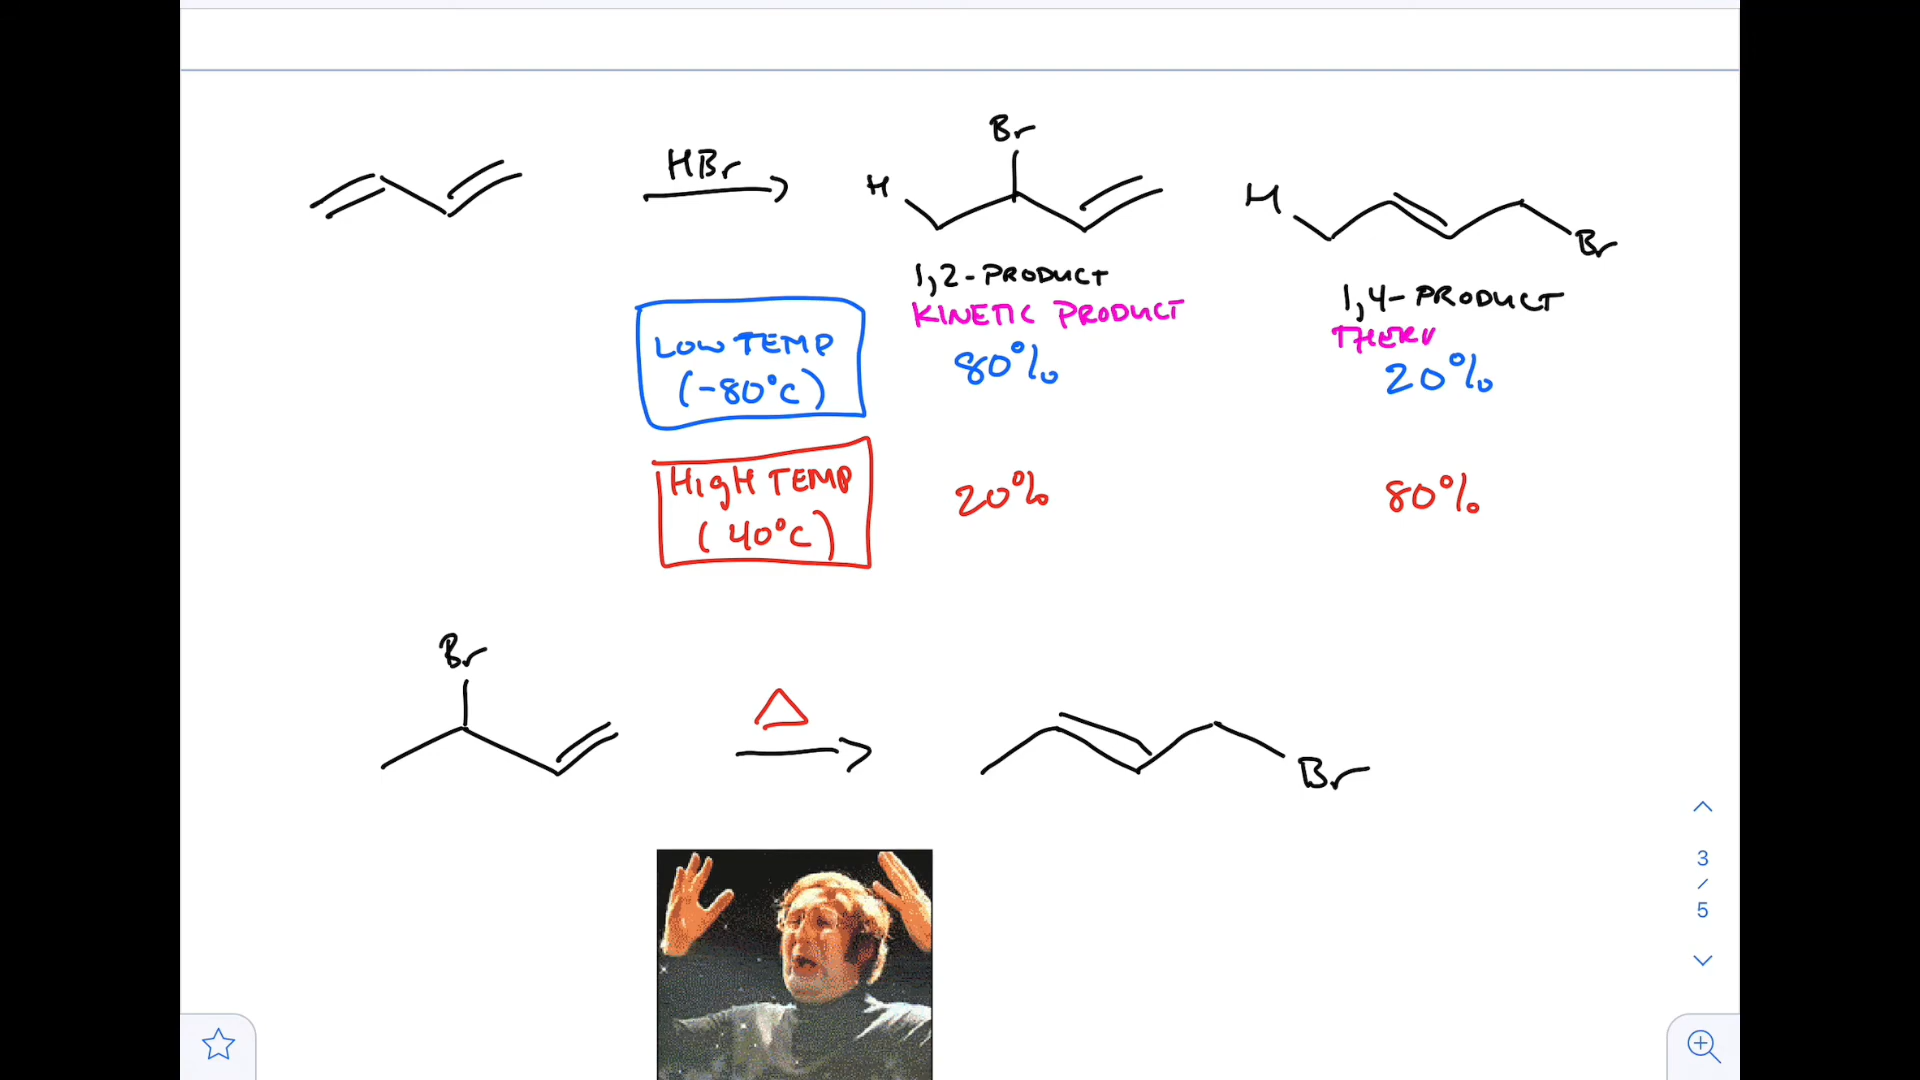 Br
HBr
H
H
Br
1,2-PRODUCT
KINETIC PRODUCT
1,4-PRODUCT
THERM
LOW TEMP
(-80°C)
80%
20%
HIgH TEMP
(40°C)
20%
80%
Br
△
Br
3
/
5